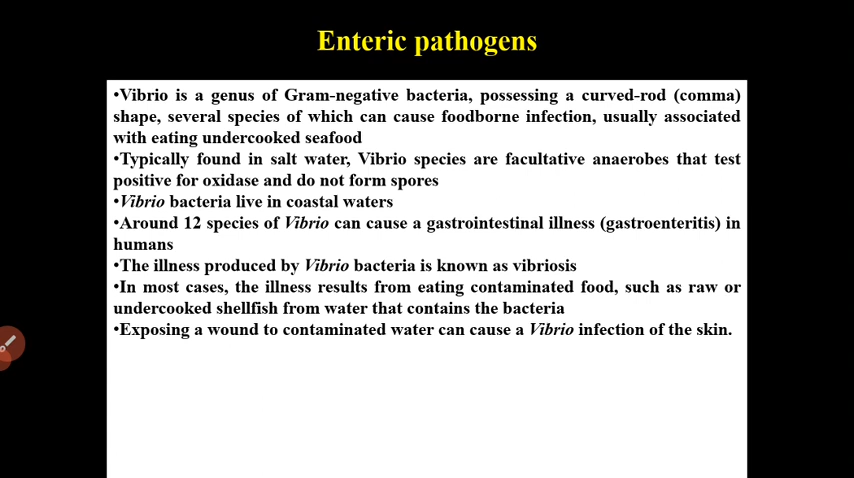 Enteric pathogens
•Vibrio is a genus of Gram-negative bacteria, possessing a curved-rod (comma)
shape, several species of which can cause foodborne infection, usually associated
with eating undercooked seafood
•Typically found in salt water, Vibrio species are facultative anaerobes that test
positive for oxidase and do not form spores
•Vibrio bacteria live in coastal waters
•Around 12 species of Vibrio can cause a gastrointestinal illness (gastroenteritis) in
humans
•The illness produced by Vibrio bacteria is known as vibriosis
•In most cases, the illness results from eating contaminated food, such as raw or
undercooked shellfish from water that contains the bacteria
•Exposing a wound to contaminated water can cause a Vibrio infection of the skin.